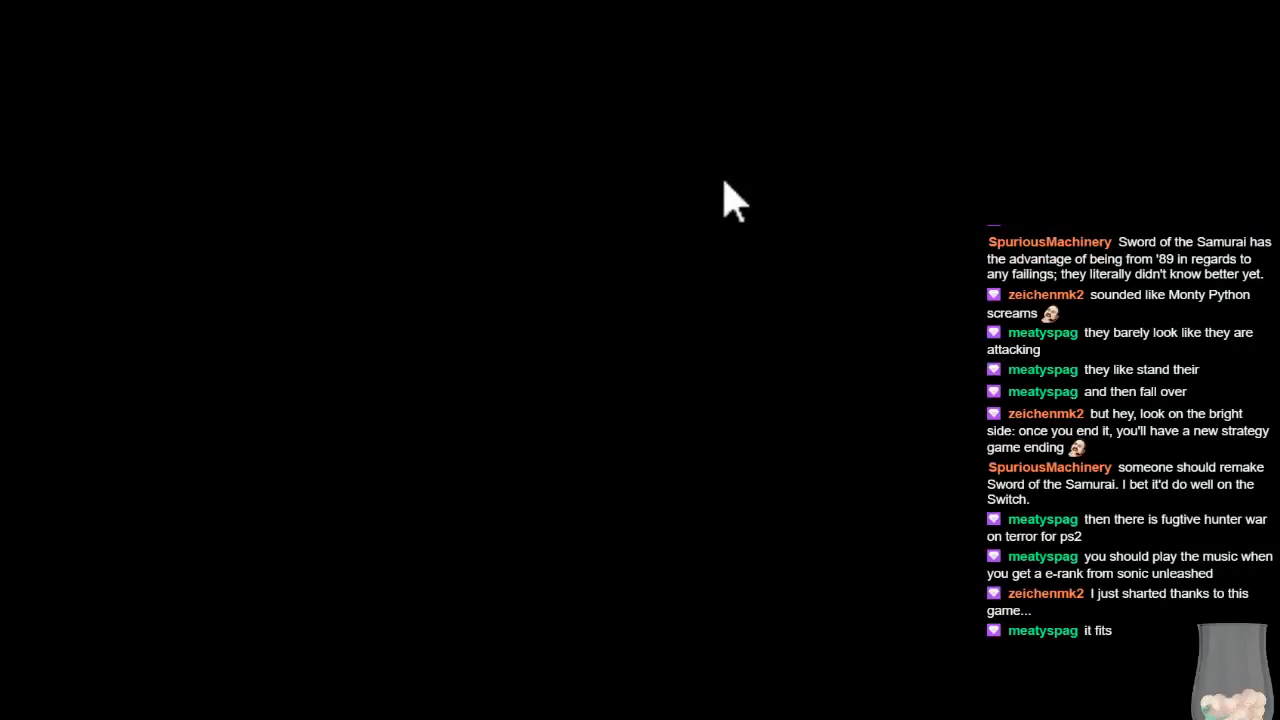 SpuriousMachinery Sword of the Samurai has
the advantage of being from '89 in regards to
any failings; they literally didn't know better yet.
zeichenmk2 sounded like Monty Python
screams
meatyspag they barely look like they are
attacking
meatyspag they like stand their
meatyspag and then fall over
zeichenmk2 but hey, look on the bright
side: once you end it, you'll have a new strategy
game ending
SpuriousMachinery someone should remake
Sword of the Samurai. I bet it'd do well on the
Switch.
meatyspag then there is fugtive hunter war
on terror for ps2
meatyspag you should play the music when
you get a e-rank from sonic unleashed
zeichenmk2 I just sharted thanks to this
game...
meatyspag it fits